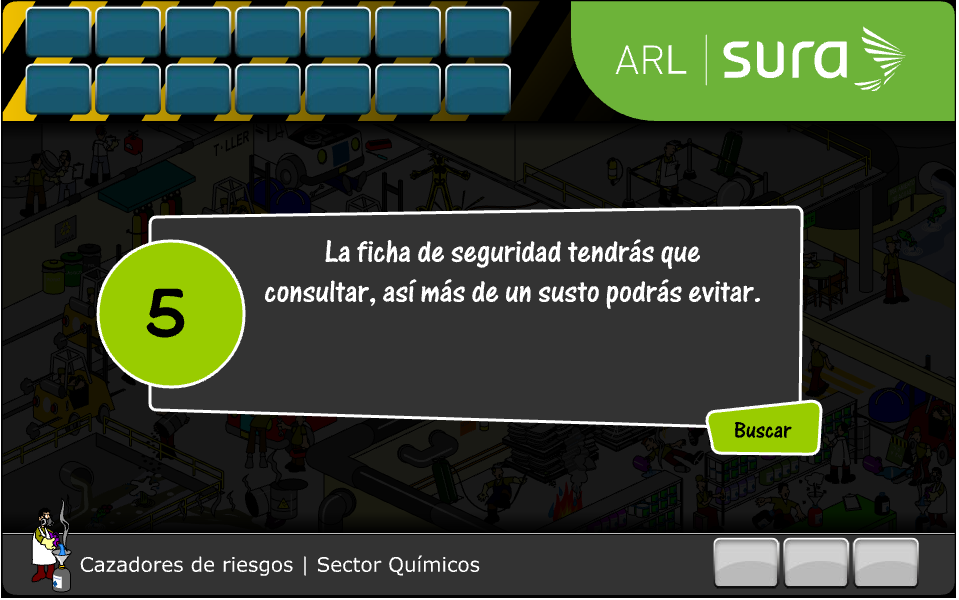 ARL sura
La ficha de seguridad tendrás que
consultar, así más de un susto podrás evitar.
5
Buscar
Cazadores de riesgos | Sector Químicos